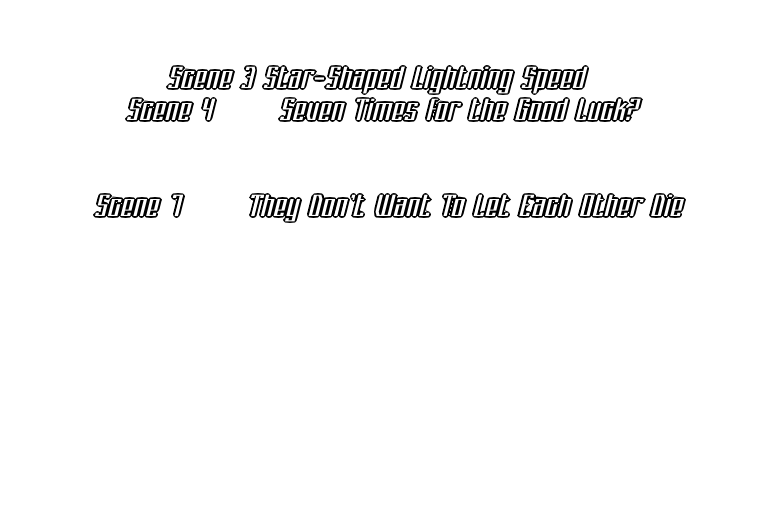 Scene 3 Star-Shaped Lightning Speed
Scene 4 Seven Times for the Good Luck?
Scene 7 They Don't Want To Let Each Other Die